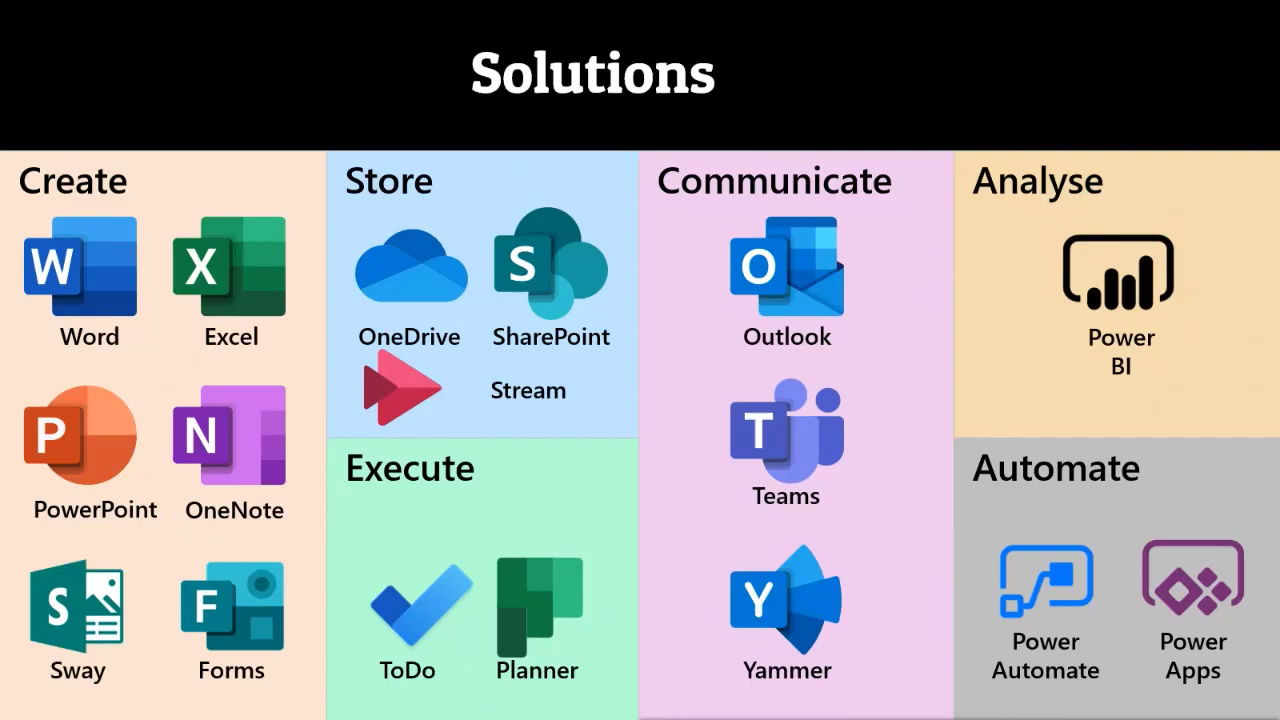 Solutions
Create
W
X
Word
Excel
P
N
PowerPoint
OneNote
S
F
Sway
Forms
Store
S
OneDrive
SharePoint
Stream
Execute
ToDo
Planner
Communicate
O
Outlook
T
Teams
Y
Yammer
Analyse
Power
BI
Automate
Power
Automate
Power
Apps